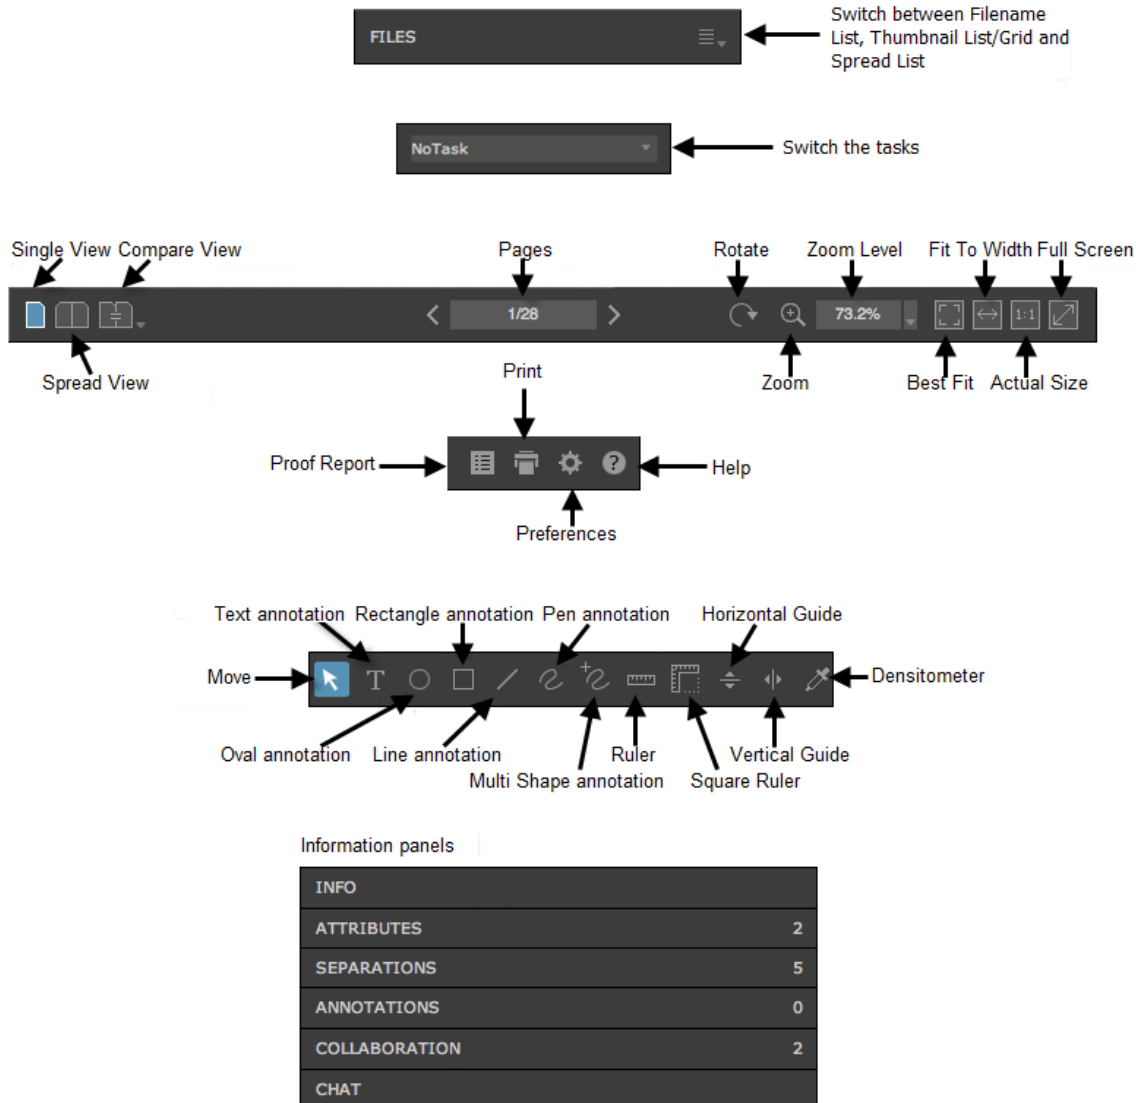 Switch between Filename
List, Thumbnail List/Grid and
Spread List
FILES
NoTask
Switch the tasks
Single View Compare View Pages Rotate Zoom Level Fit To Width Full Screen
1/28 73.2% 1:1
Spread View Zoom Best Fit Actual Size
Print
Proof Report
Help
Preferences
Text annotation Rectangle annotation Pen annotation Horizontal Guide
Move T Densitometer
Oval annotation Line annotation Ruler Vertical Guide
Multi Shape annotation Square Ruler
Information panels
INFO
ATTRIBUTES 2
SEPARATIONS 5
ANNOTATIONS 0
COLLABORATION 2
CHAT